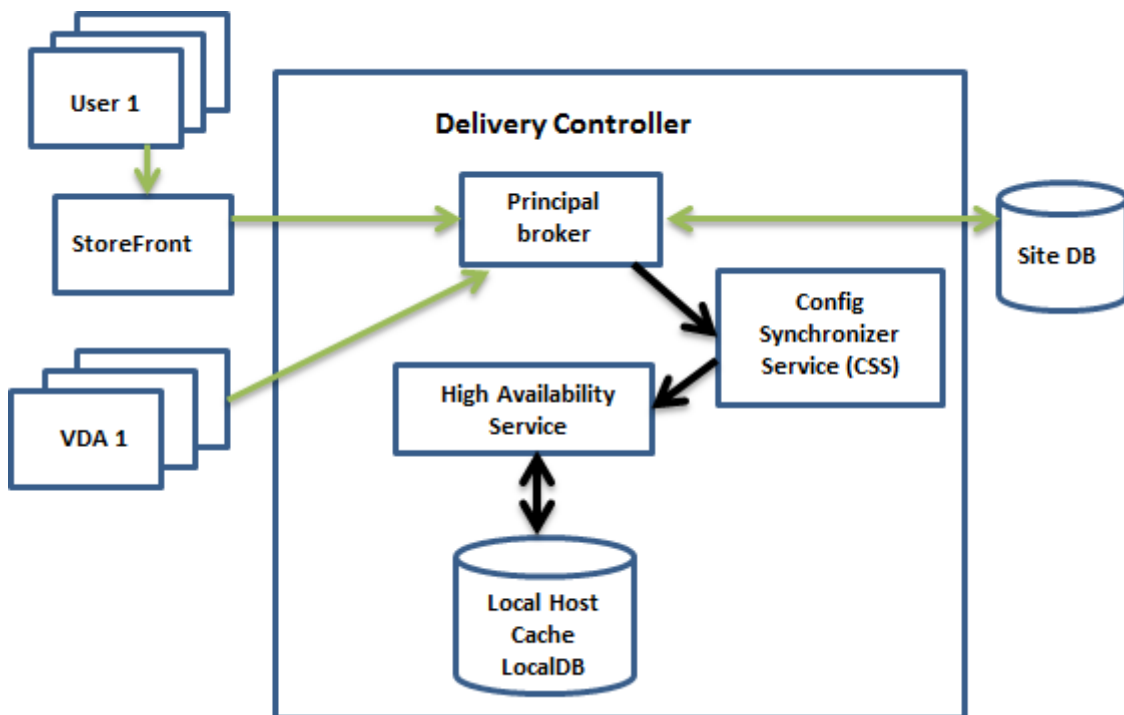 User 1
Delivery Controller
StoreFront
Principal
broker
Site DB
Config
Synchronizer
Service (CSS)
High Availability
Service
VDA 1
Local Host
Cache
LocalDB